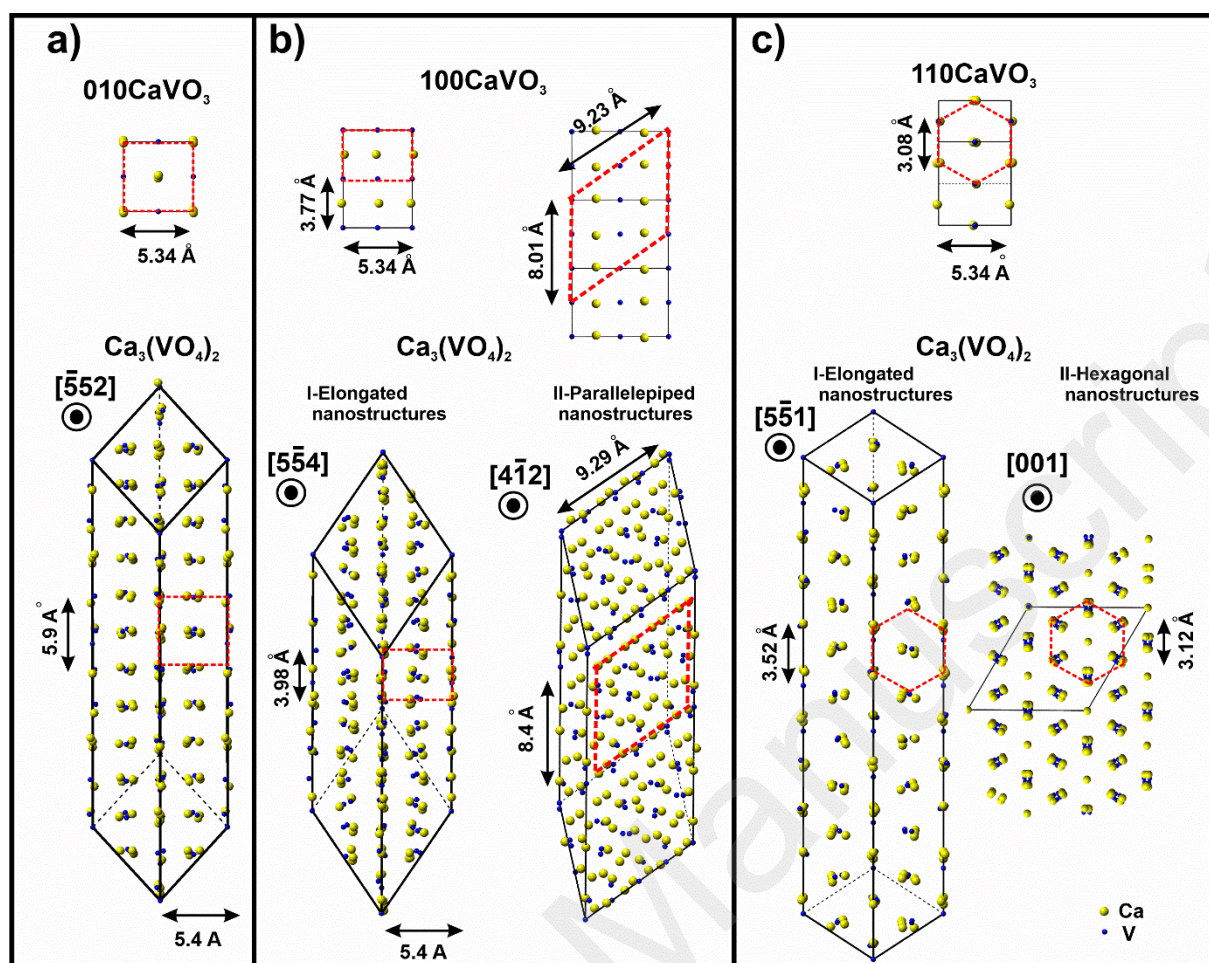 a)
010CaVO3
5.34 Å
Ca3(VO4)2
[5̄52]
5.9 Å
5.4 A
b)
100CaVO3
3.77 Å
5.34 Å
9.23 Å
8.01 Å
Ca3(VO4)2
I-Elongated
nanostructures
II-Parallelepiped
nanostructures
[55̄4]
3.98 Å
5.4 A
[41̄2]
9.29 Å
8.4 Å
c)
110CaVO3
3.08 Å
5.34 Å
Ca3(VO4)2
I-Elongated
nanostructures
II-Hexagonal
nanostructures
[55̄1]
3.52 Å
[001]
3.12 Å
Ca
V
Manuscrip